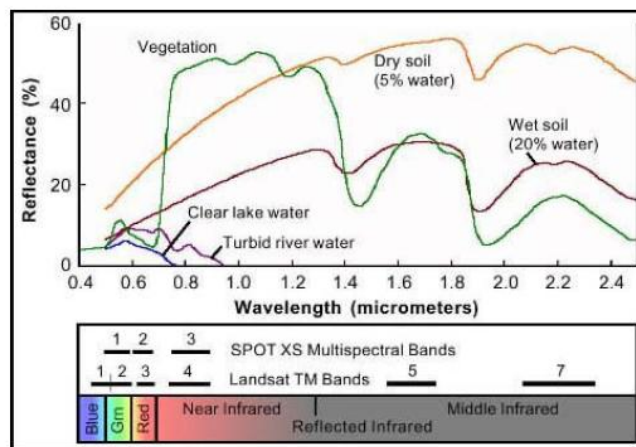 60
40
20
0
Reflectance (%)
Vegetation
Dry soil
(5% water)
Wet soil
(20% water)
Clear lake water
Turbid river water
0.4 0.6 0.8 1.0 1.2 1.4 1.6 1.8 2.0 2.2 2.4
Wavelength (micrometers)
1 2 3
SPOT XS Multispectral Bands
1 2 3 4 5 7
Landsat TM Bands
Blue
Grn
Red
Near Infrared
Middle Infrared
Reflected Infrared